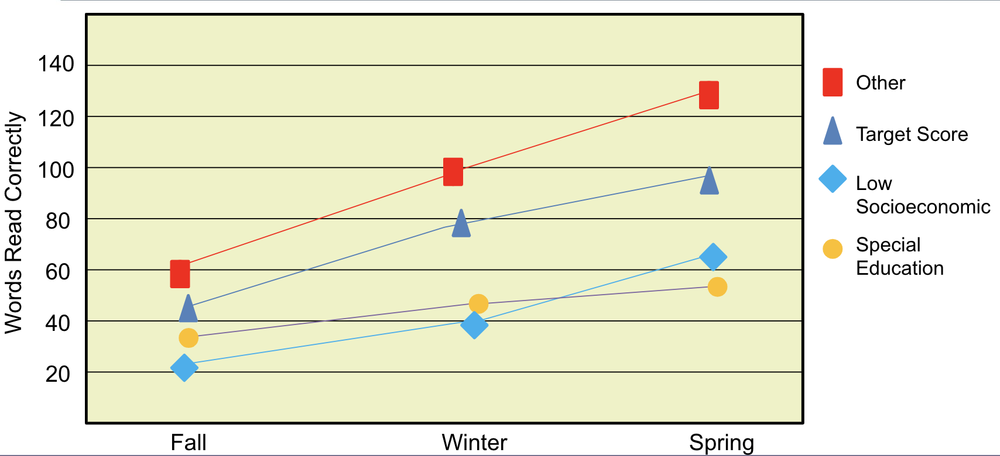 Words Read Correctly
140
120
100
80
60
40
20
Fall
Winter
Spring
Other
Target Score
Low
Socioeconomic
Special
Education